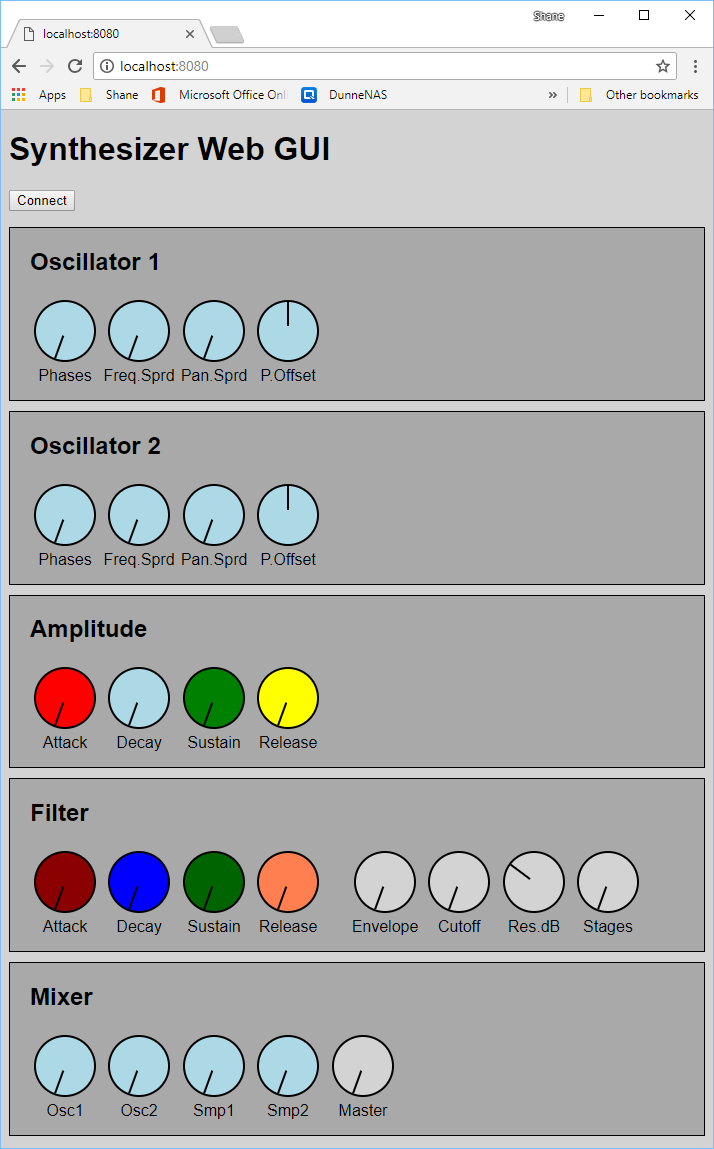 Shane
localhost:8080
localhost:8080
Apps Shane Microsoft Office Onli DunneNAS » Other bookmarks
Synthesizer Web GUI
Connect
Oscillator 1
Phases Freq.Sprd Pan.Sprd P.Offset
Oscillator 2
Phases Freq.Sprd Pan.Sprd P.Offset
Amplitude
Attack Decay Sustain Release
Filter
Attack Decay Sustain Release Envelope Cutoff Res.dB Stages
Mixer
Osc1 Osc2 Smp1 Smp2 Master